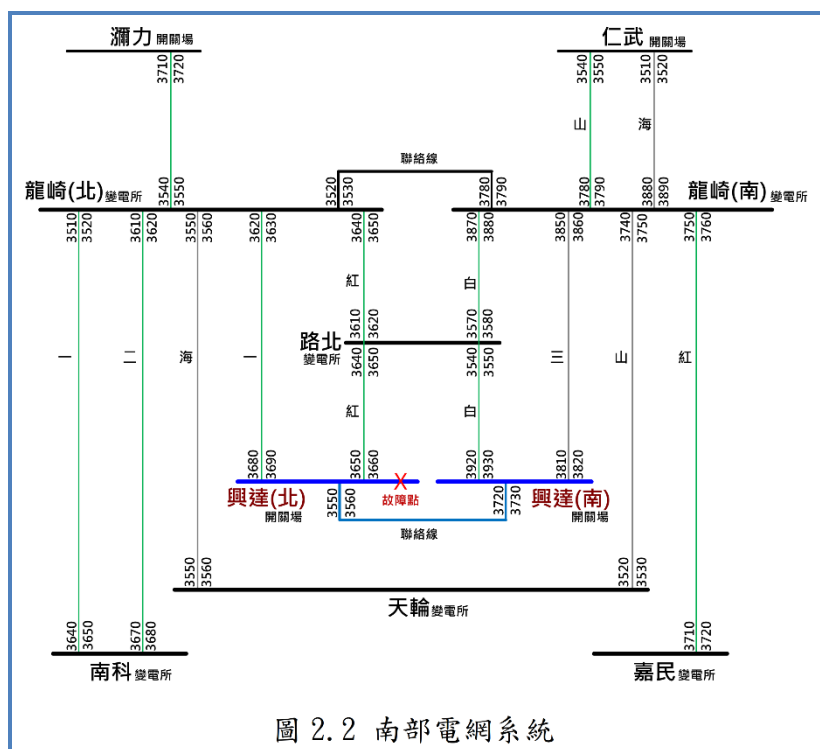 瀰力開關場
仁武開關場
3710
3720
3540
3550
3510
3520
山
海
聯絡線
3540
3550
3520
3530
3780
3790
3780
3790
3880
3890
龍崎(北)變電所
龍崎(南)變電所
3510
3520
3610
3620
3550
3560
3620
3630
3640
3650
3870
3880
3850
3860
3740
3750
3750
3760
紅
白
3610
3620
3570
3580
路北
變電所
一
二
海
一
三
山
紅
3640
3650
3540
3550
紅
白
3680
3690
3650
3660
3920
3930
3810
3820
故障點
興達(北)
開關場
3550
3560
3720
3730
興達(南)
開關場
聯絡線
3550
3560
3520
3530
天輪變電所
3640
3650
3670
3680
3710
3720
南科變電所
嘉民變電所
圖 2.2 南部電網系統